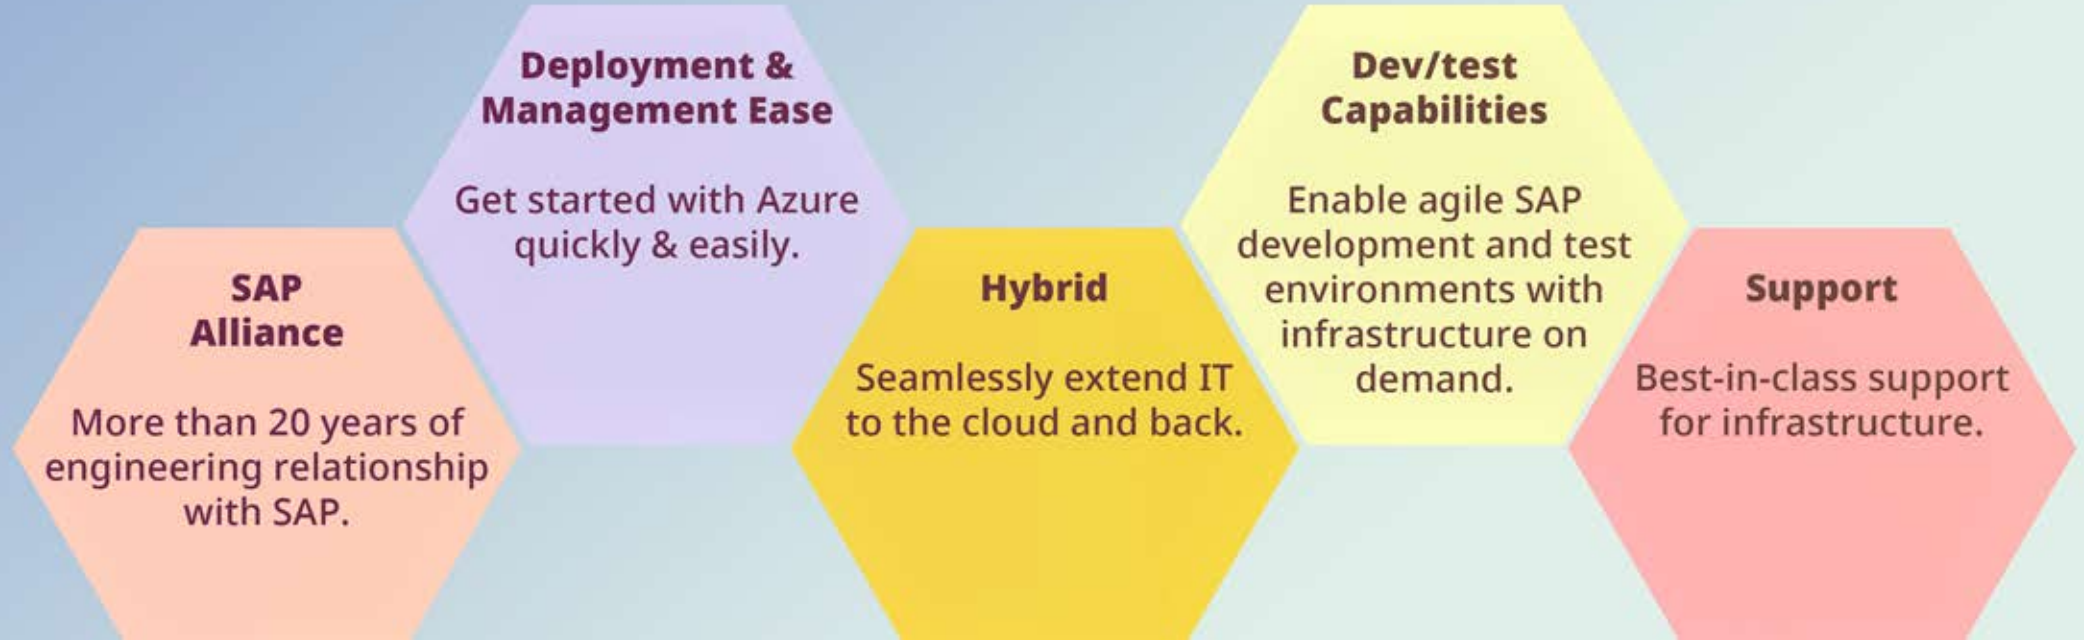 SAP
Alliance
More than 20 years of
engineering relationship
with SAP.
Deployment &
Management Ease
Get started with Azure
quickly & easily.
Hybrid
Seamlessly extend IT
to the cloud and back.
Dev/test
Capabilities
Enable agile SAP
development and test
environments with
infrastructure on
demand.
Support
Best-in-class support
for infrastructure.